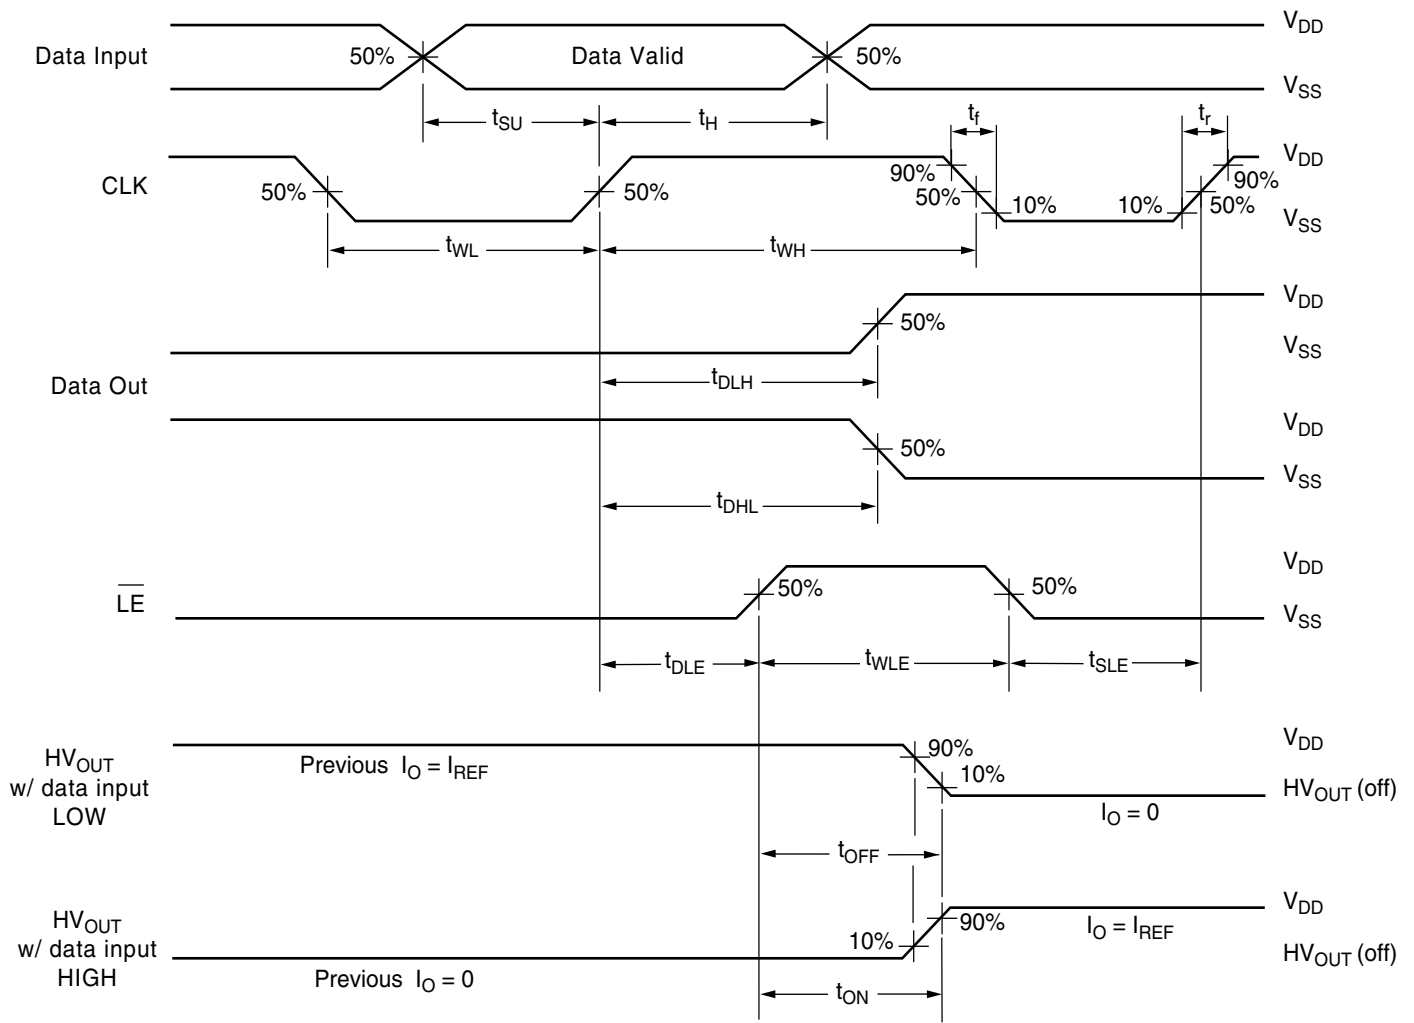 V_DD
Data Input 50% Data Valid 50%
V_SS
t_SU t_H t_f t_r
V_DD
CLK 50% 50% 90% 50% 10% 10% 50% 90%
V_SS
t_WL t_WH
V_DD
50%
V_SS
t_DLH
Data Out
V_DD
50%
V_SS
t_DHL
V_DD
L̅E̅ 50% 50%
V_SS
t_DLE t_WLE t_SLE
V_DD
HV_OUT
w/ data input
LOW
Previous I_O = I_REF
90%
10%
HV_OUT (off)
I_O = 0
t_OFF
V_DD
HV_OUT
w/ data input
HIGH
10% 90% I_O = I_REF
HV_OUT (off)
Previous I_O = 0
t_ON